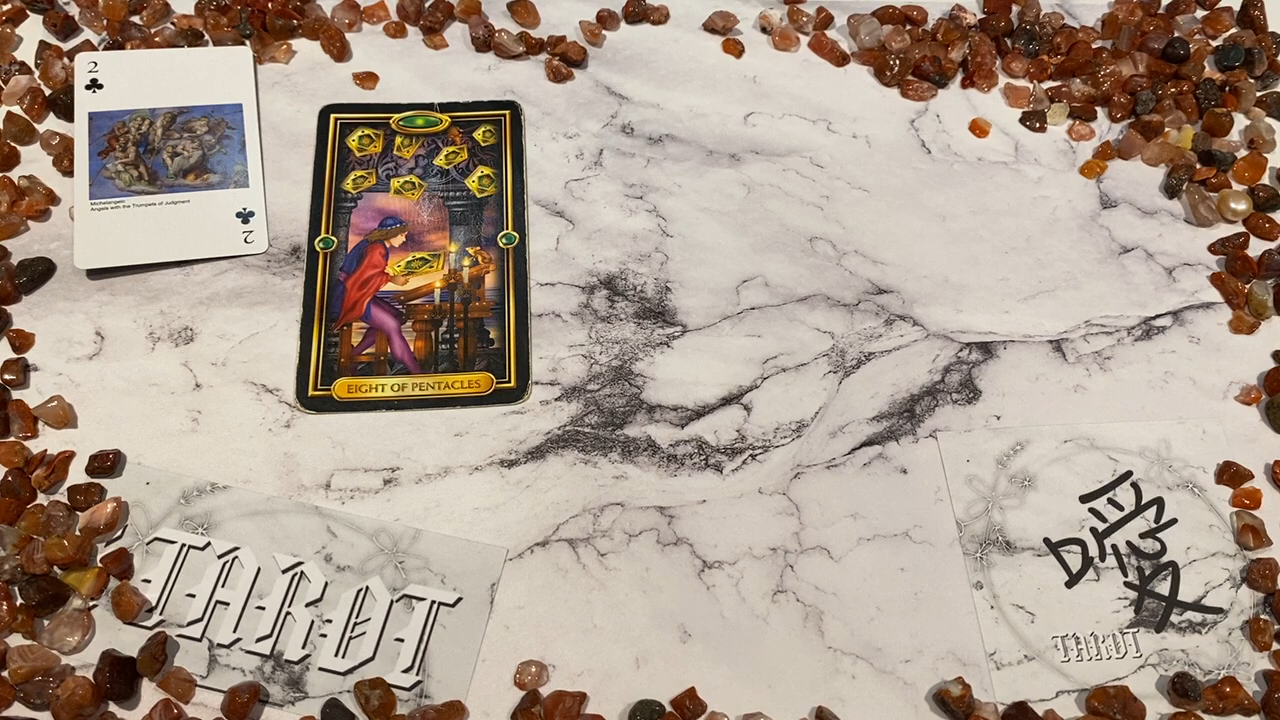 2
Michelangelo
Angels with the Trumpets of Judgment
2
EIGHT OF PENTACLES
TAROT
TAROT